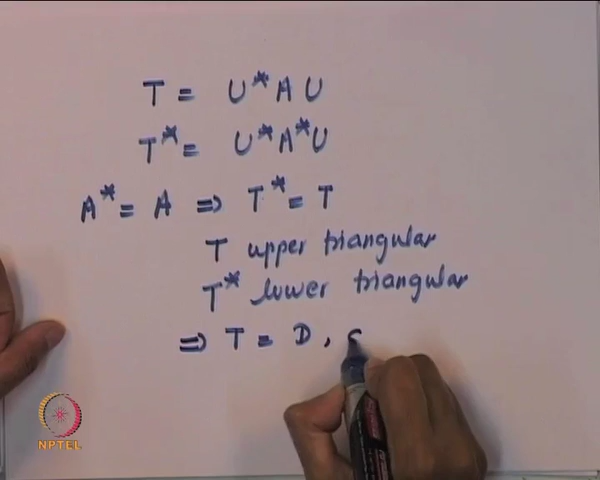 T = U*AU
T* = U*A*U
A* = A ⇒ T* = T
T upper triangular
T* lower triangular
⇒ T = D ,
NPTEL